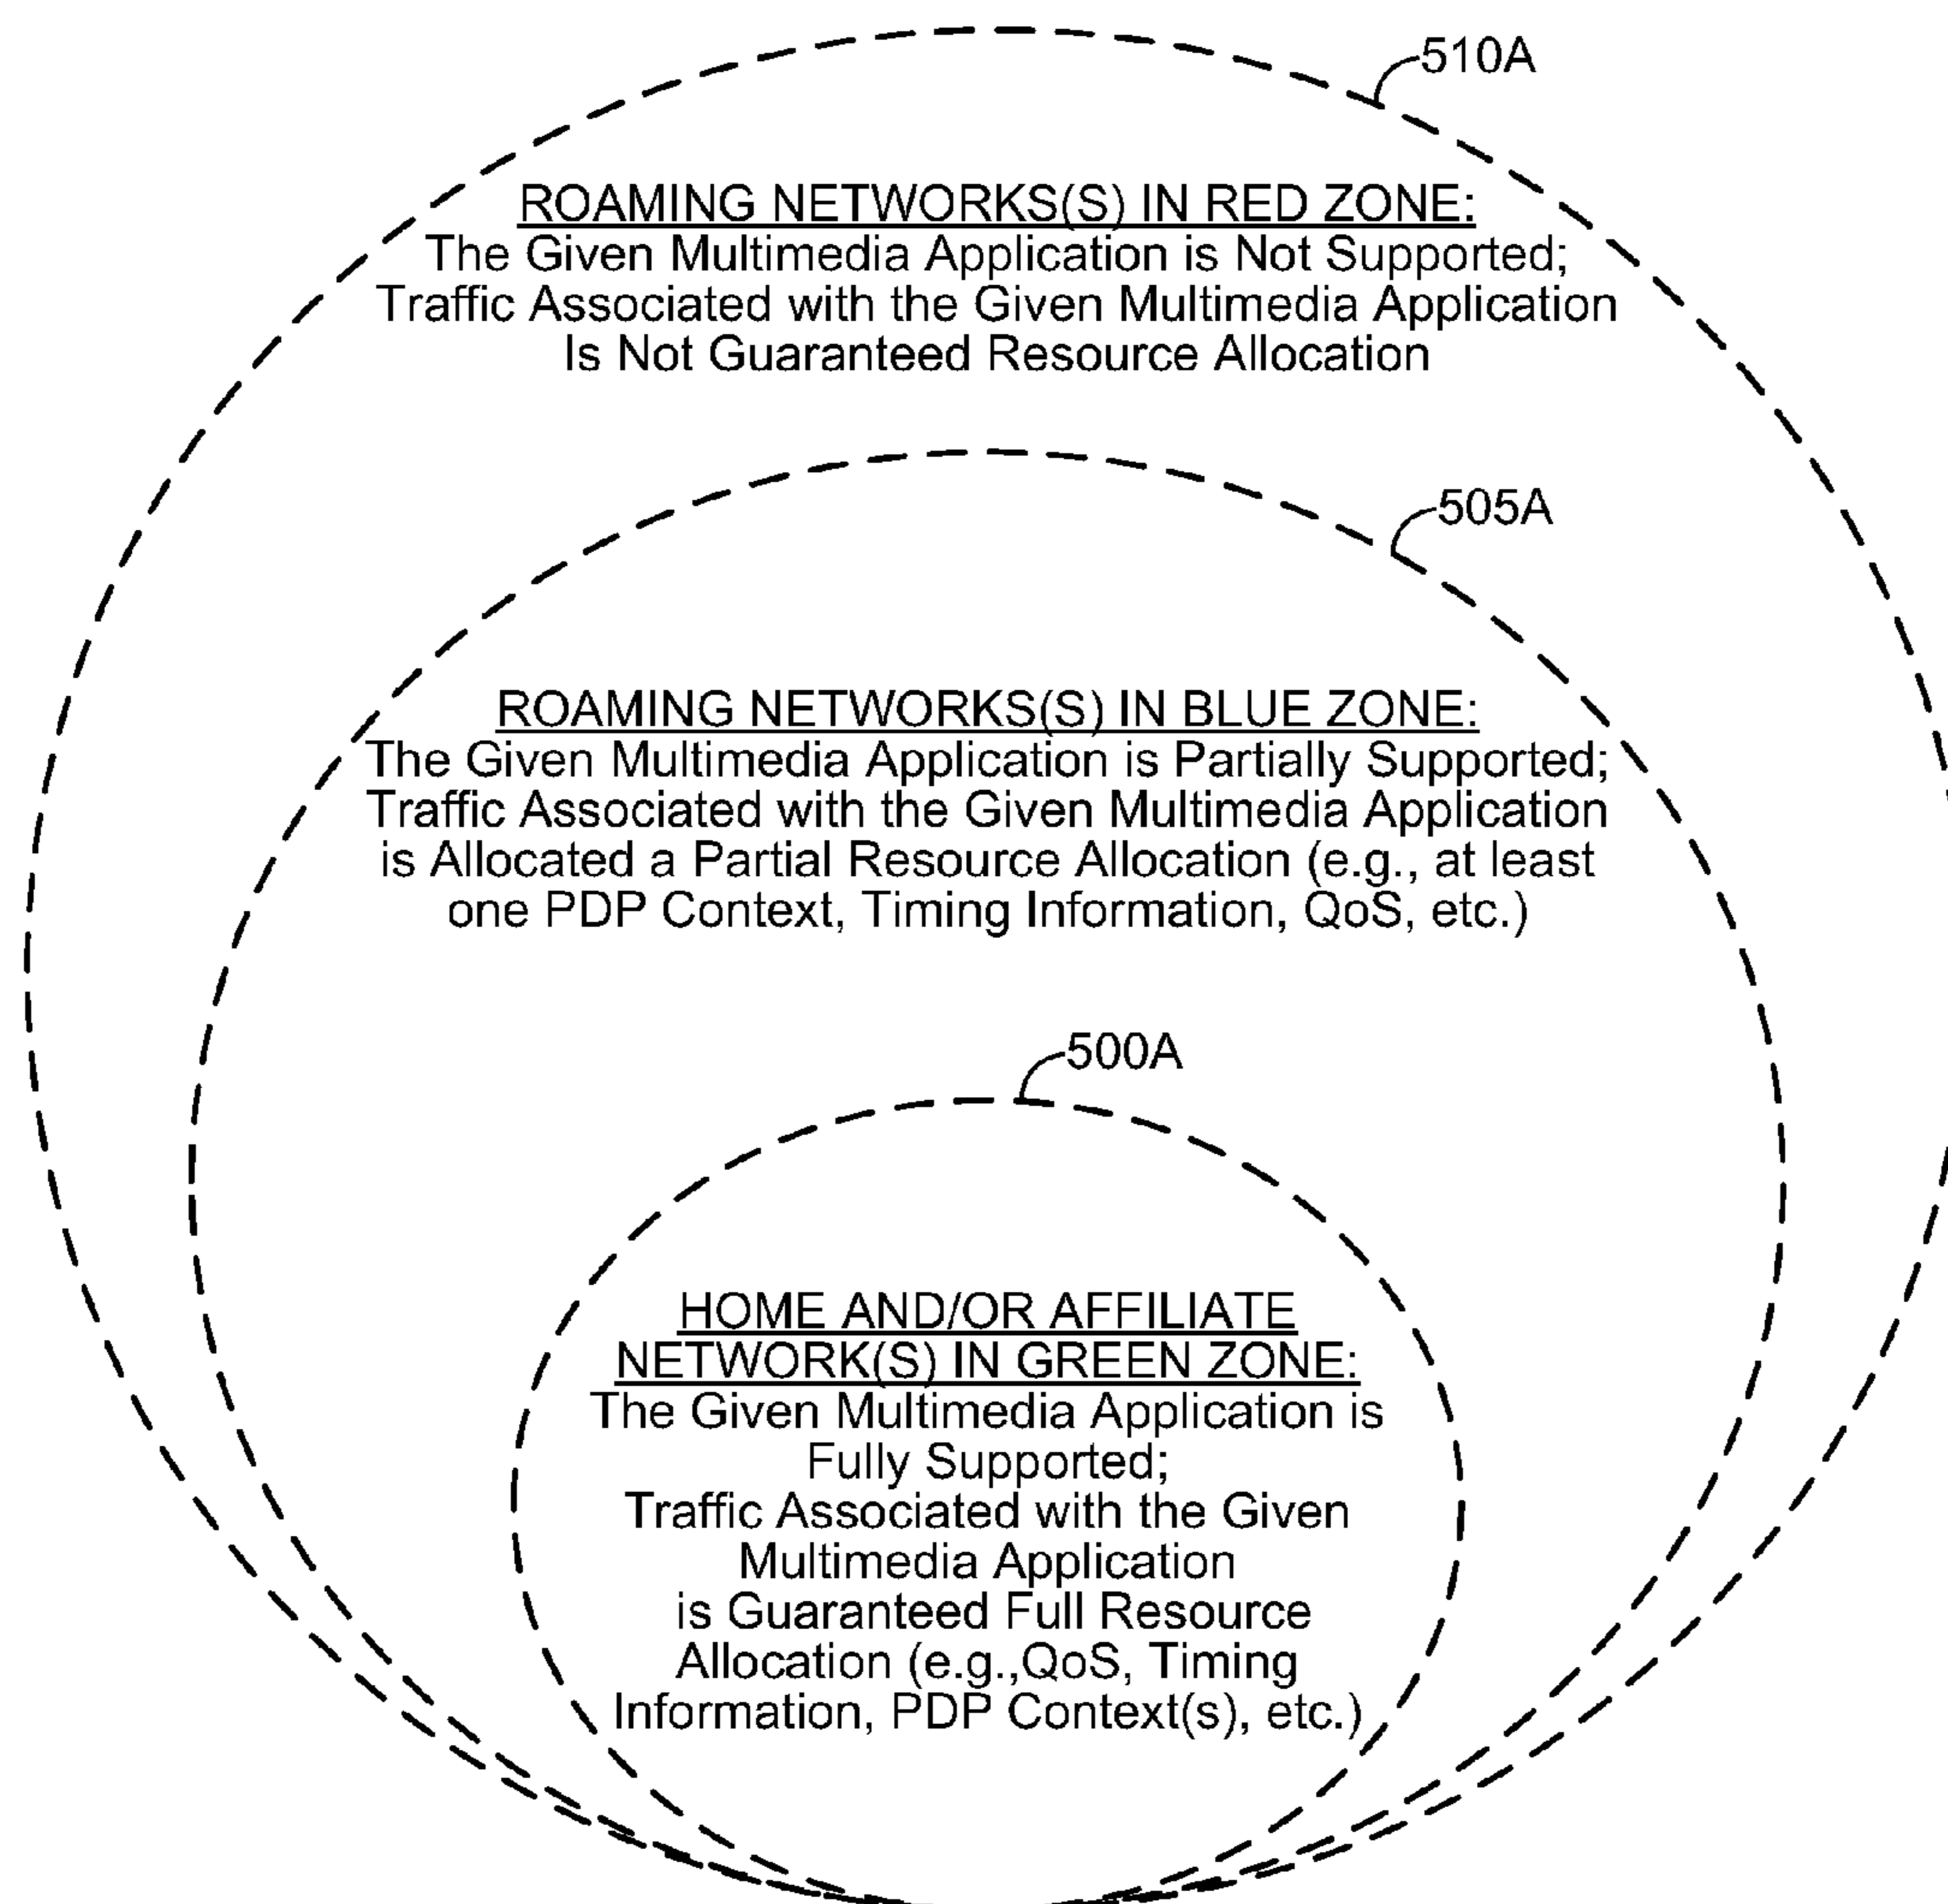 510A
ROAMING NETWORKS(S) IN RED ZONE:
The Given Multimedia Application is Not Supported;
Traffic Associated with the Given Multimedia Application
Is Not Guaranteed Resource Allocation
505A
ROAMING NETWORKS(S) IN BLUE ZONE:
The Given Multimedia Application is Partially Supported;
Traffic Associated with the Given Multimedia Application
is Allocated a Partial Resource Allocation (e.g., at least
one PDP Context, Timing Information, QoS, etc.)
500A
HOME AND/OR AFFILIATE
NETWORK(S) IN GREEN ZONE:
The Given Multimedia Application is
Fully Supported;
Traffic Associated with the Given
Multimedia Application
is Guaranteed Full Resource
Allocation (e.g.,QoS, Timing
Information, PDP Context(s), etc.)